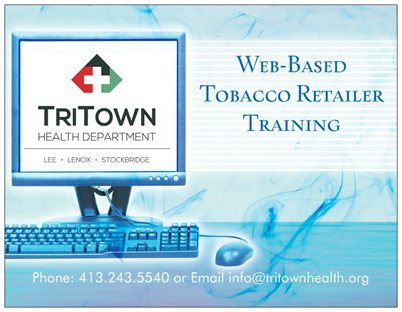 TRITOWN
HEALTH DEPARTMENT
LEE • LENOX • STOCKBRIDGE
WEB-BASED
TOBACCO RETAILER
TRAINING
Phone: 413.243.5540 or Email info@tritownhealth.org